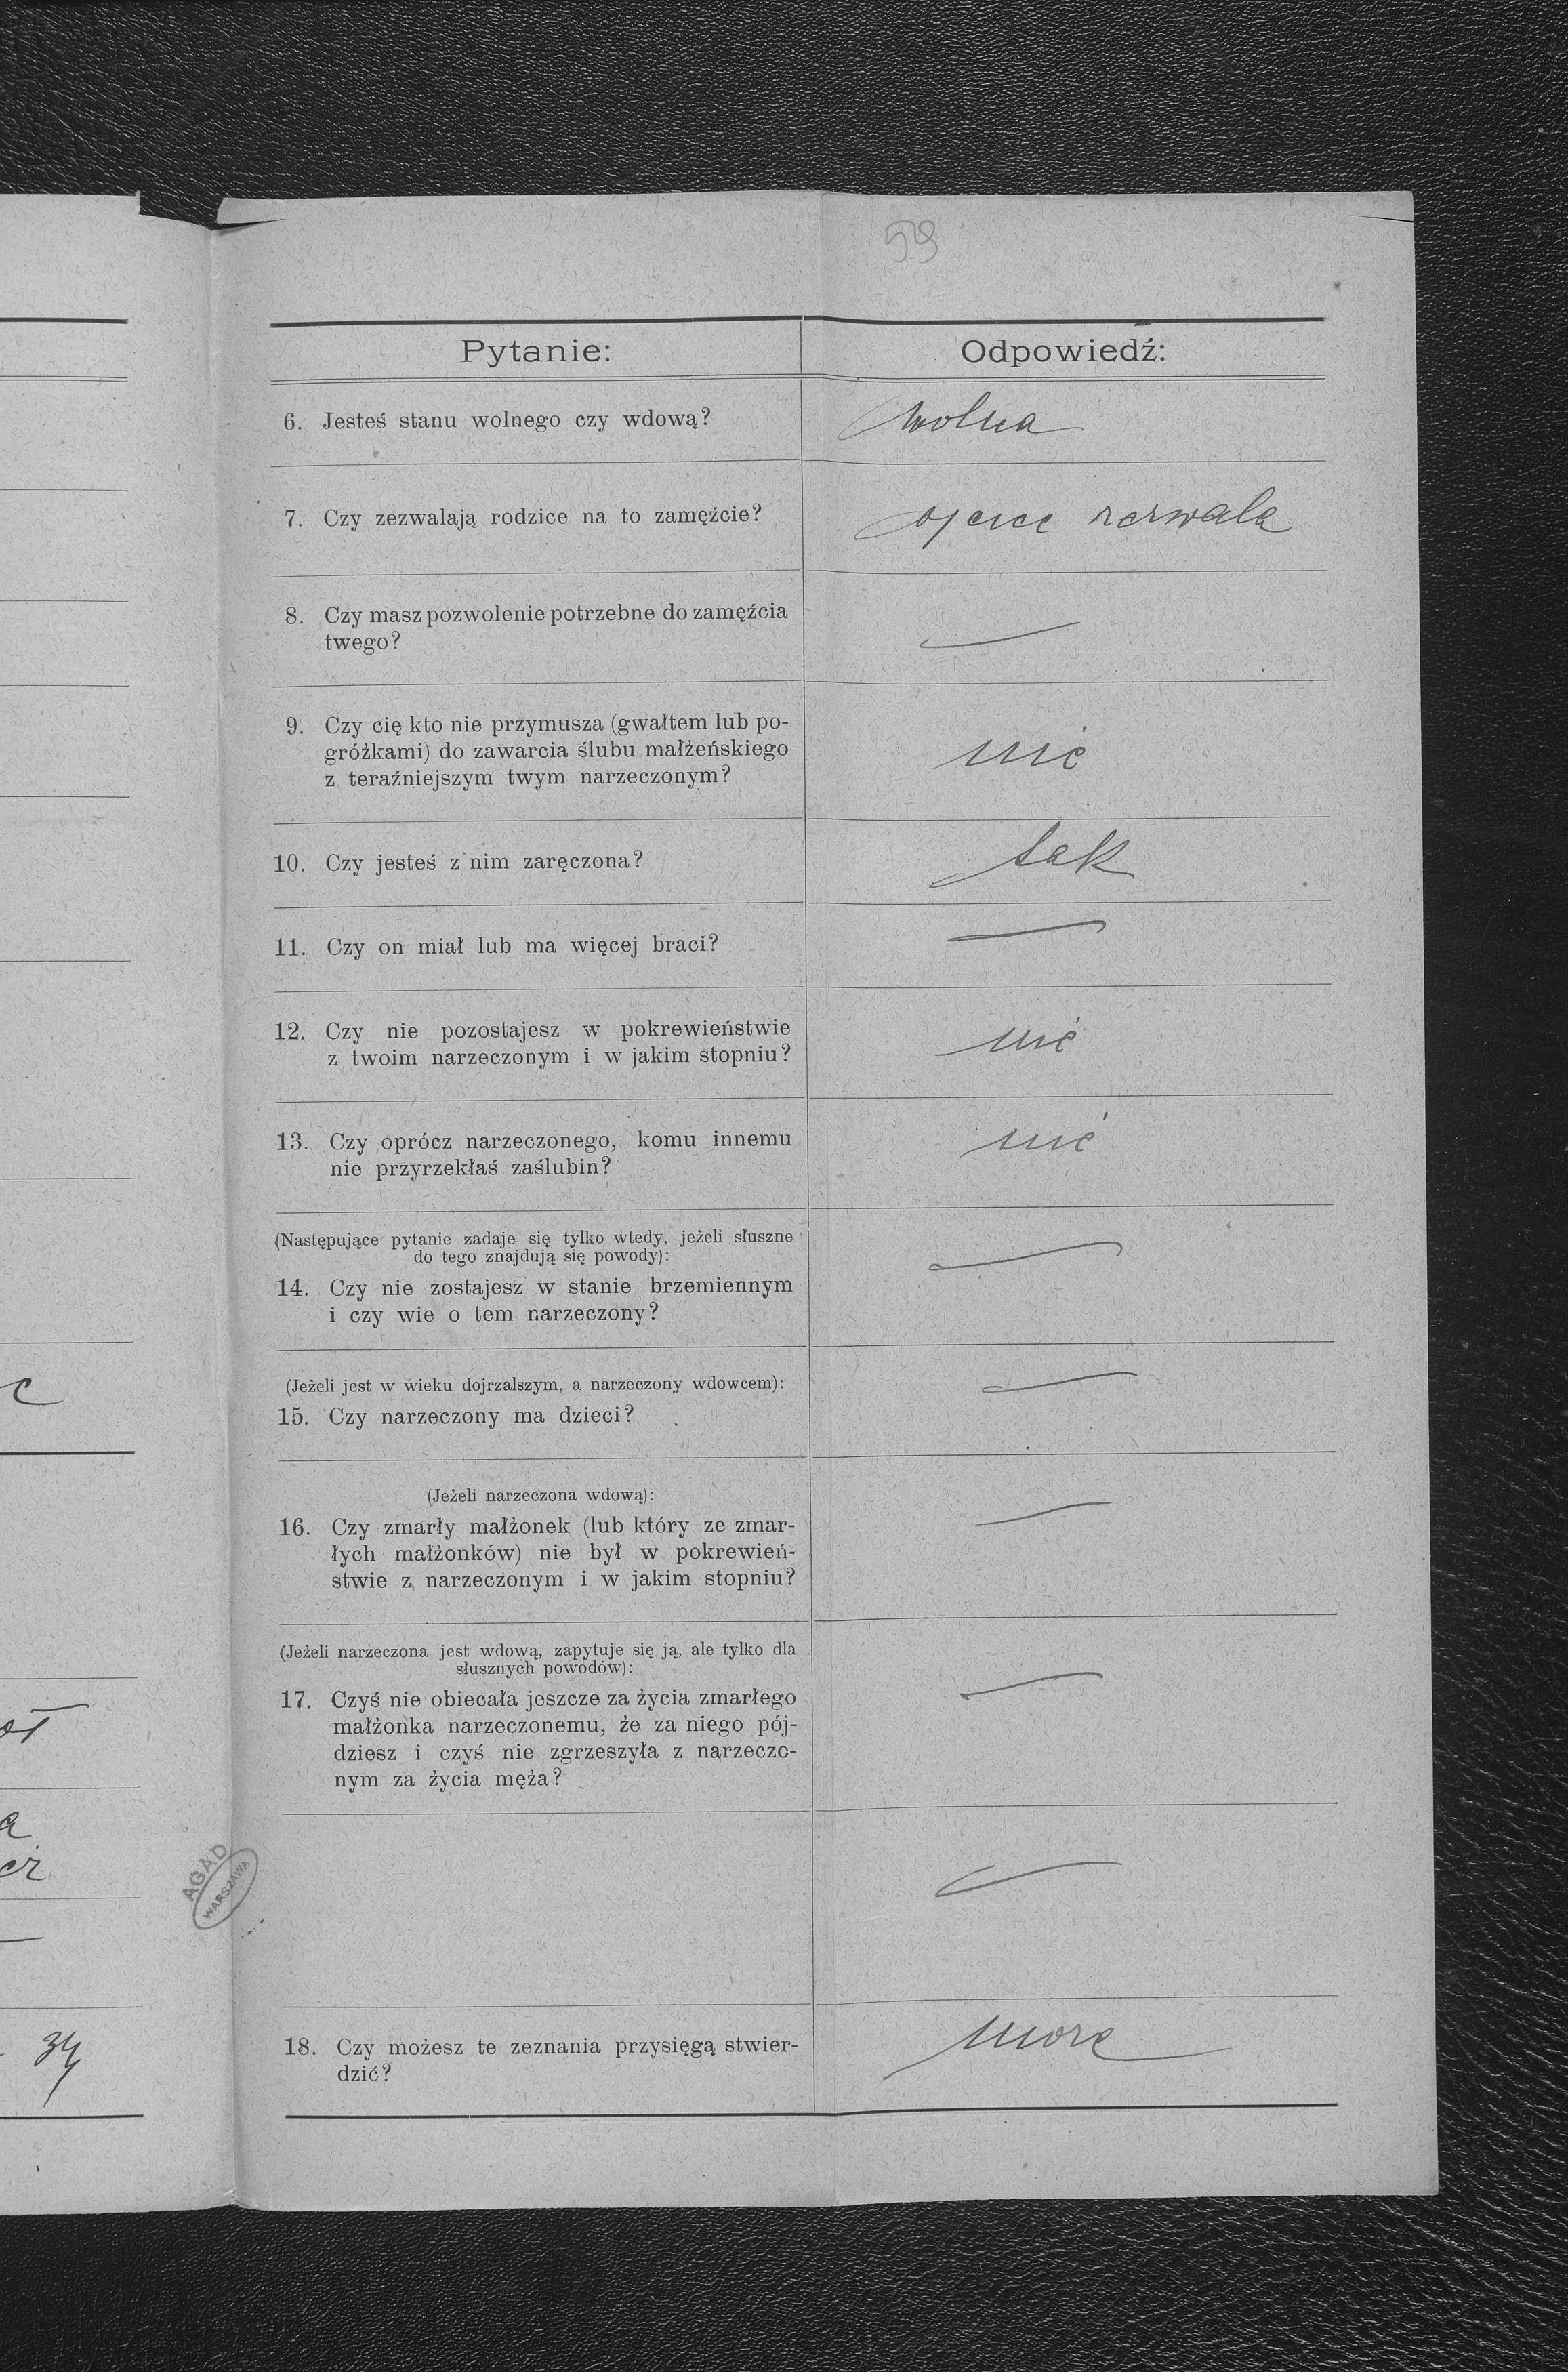 59
Pytanie:
Odpowiedź:
6. Jesteś stanu wolnego czy wdową?
wolna
7. Czy zezwalają rodzice na to zamęźcie?
ojciec zezwala
8. Czy masz pozwolenie potrzebne do zamęźcia
twego?
9. Czy cię kto nie przymusza (gwałtem lub po-
gróżkami) do zawarcia ślubu małżeńskiego
z teraźniejszym twym narzeczonym?
nie
10. Czy jesteś z nim zaręczona?
tak
11. Czy on miał lub ma więcej braci?
12. Czy nie pozostajesz w pokrewieństwie
z twoim narzeczonym i w jakim stopniu?
nie
13. Czy oprócz narzeczonego, komu innemu
nie przyrzekłaś zaślubin?
nie
(Następujące pytanie zadaje się tylko wtedy, jeżeli słuszne
do tego znajdują się powody):
14. Czy nie zostajesz w stanie brzemiennym
i czy wie o tem narzeczony?
(Jeżeli jest w wieku dojrzalszym, a narzeczony wdowcem):
15. Czy narzeczony ma dzieci?
(Jeżeli narzeczona wdową):
16. Czy zmarły małżonek (lub który ze zmar-
łych małżonków) nie był w pokrewień-
stwie z narzeczonym i w jakim stopniu?
(Jeżeli narzeczona jest wdową, zapytuje się ją, ale tylko dla
słusznych powodów):
17. Czyś nie obiecała jeszcze za życia zmarłego
małżonka narzeczonemu, że za niego pój-
dziesz i czyś nie zgrzeszyła z narzeczo-
nym za życia męża?
AGAD
WARSZAWA
18. Czy możesz te zeznania przysięgą stwier-
dzić?
mogę
34